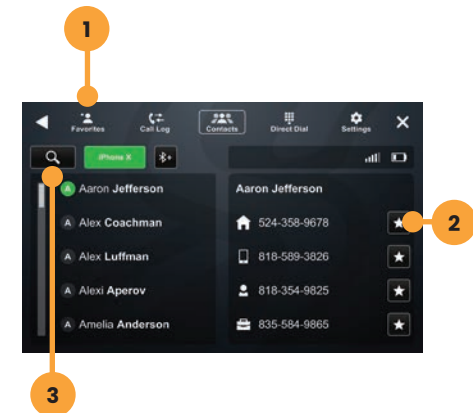 1
Favorites Call Log Contacts Direct Dial Settings
iPhone X
A Aaron Jefferson
A Alex Coachman
A Alex Luffman
A Alexi Aperov
A Amelia Anderson
Aaron Jefferson
524-358-9678
818-589-3826
818-354-9825
835-584-9865
2
3